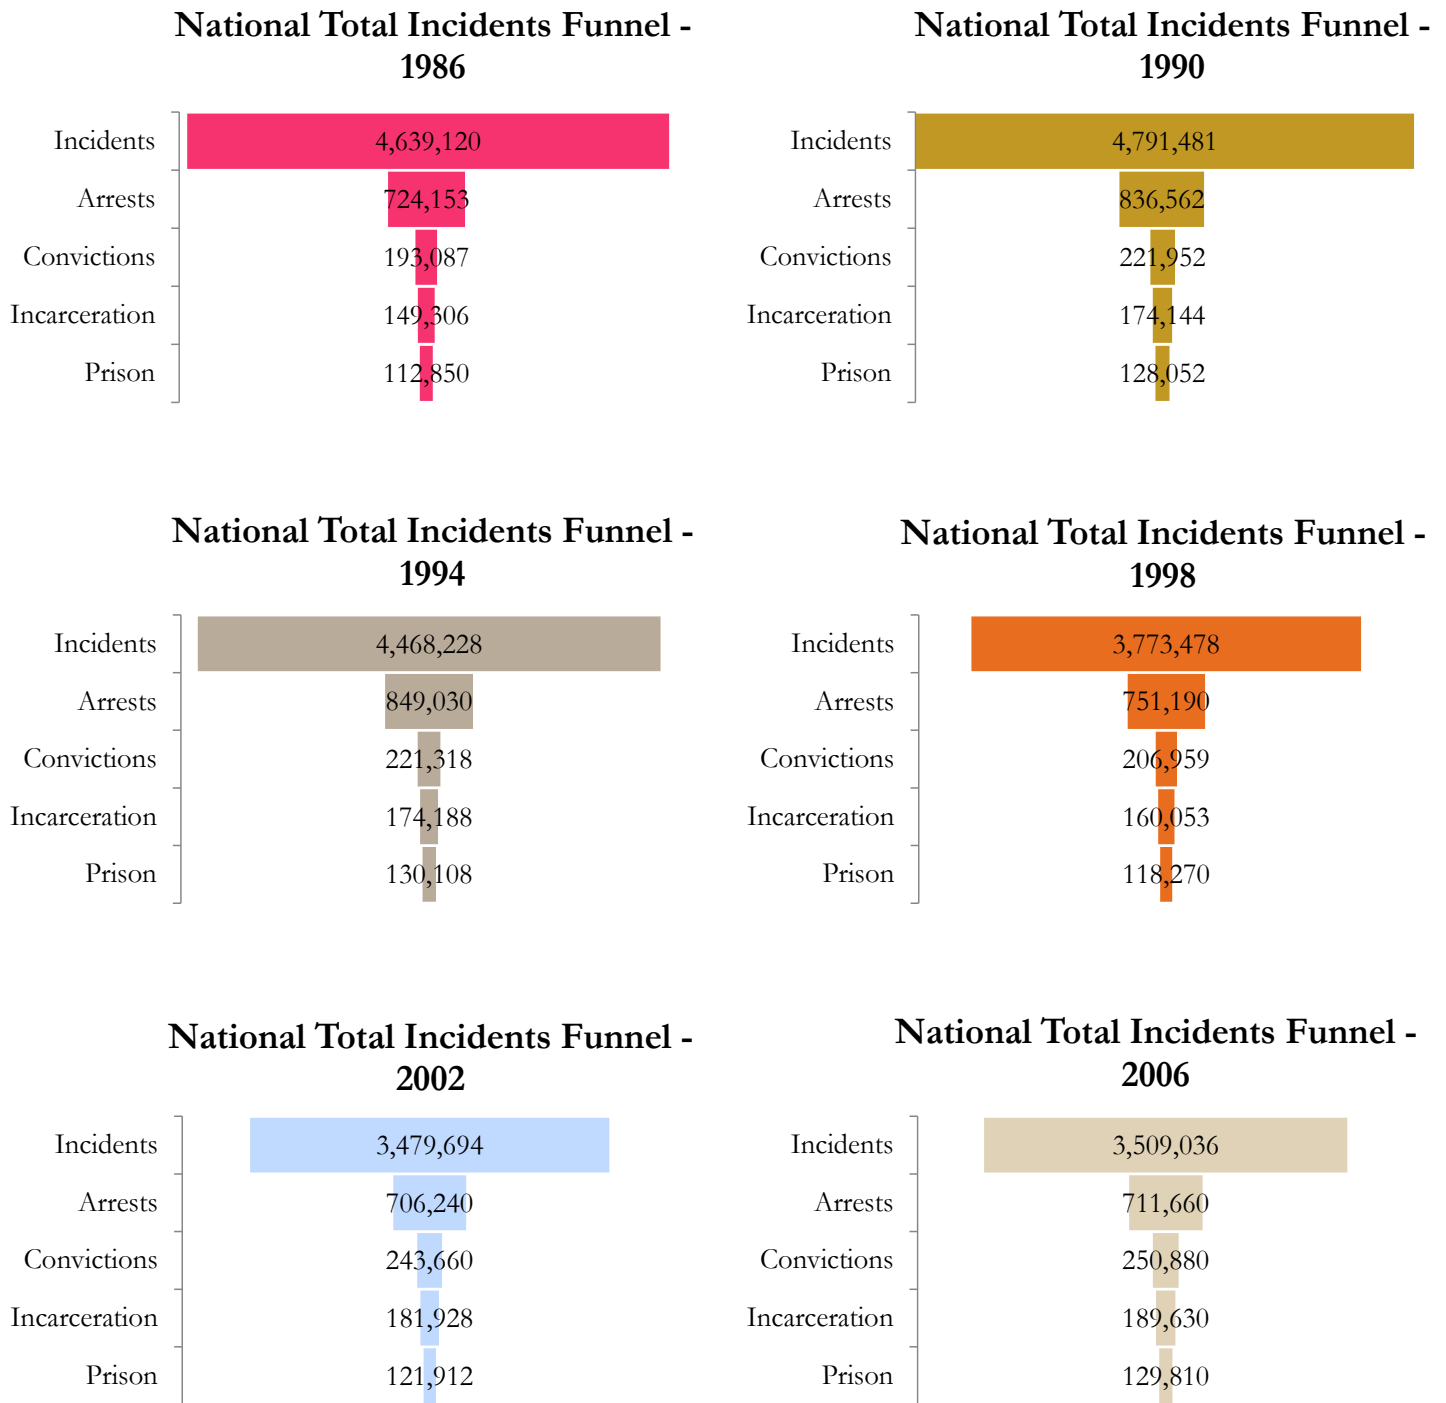 National Total Incidents Funnel -
1986
Incidents 4,639,120
Arrests 724,153
Convictions 193,087
Incarceration 149,306
Prison 112,850
National Total Incidents Funnel -
1990
Incidents 4,791,481
Arrests 836,562
Convictions 221,952
Incarceration 174,144
Prison 128,052
National Total Incidents Funnel -
1994
Incidents 4,468,228
Arrests 849,030
Convictions 221,318
Incarceration 174,188
Prison 130,108
National Total Incidents Funnel -
1998
Incidents 3,773,478
Arrests 751,190
Convictions 206,959
Incarceration 160,053
Prison 118,270
National Total Incidents Funnel -
2002
Incidents 3,479,694
Arrests 706,240
Convictions 243,660
Incarceration 181,928
Prison 121,912
National Total Incidents Funnel -
2006
Incidents 3,509,036
Arrests 711,660
Convictions 250,880
Incarceration 189,630
Prison 129,810